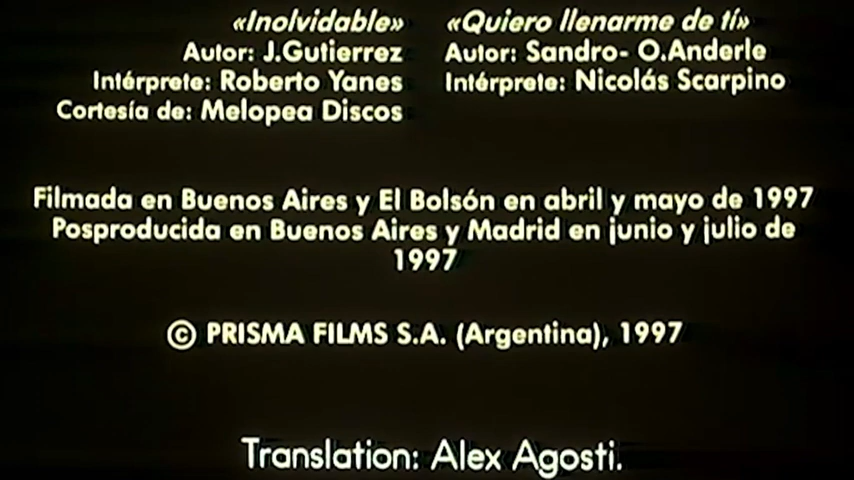 «Inolvidable»
Autor: J.Gutierrez
Intérprete: Roberto Yanes
Cortesía de: Melopea Discos
«Quiero llenarme de tí»
Autor: Sandro- O.Anderle
Intérprete: Nicolás Scarpino
Filmada en Buenos Aires y El Bolsón en abril y mayo de 1997
Posproducida en Buenos Aires y Madrid en junio y julio de
1997
© PRISMA FILMS S.A. (Argentina), 1997
Translation: Alex Agosti.